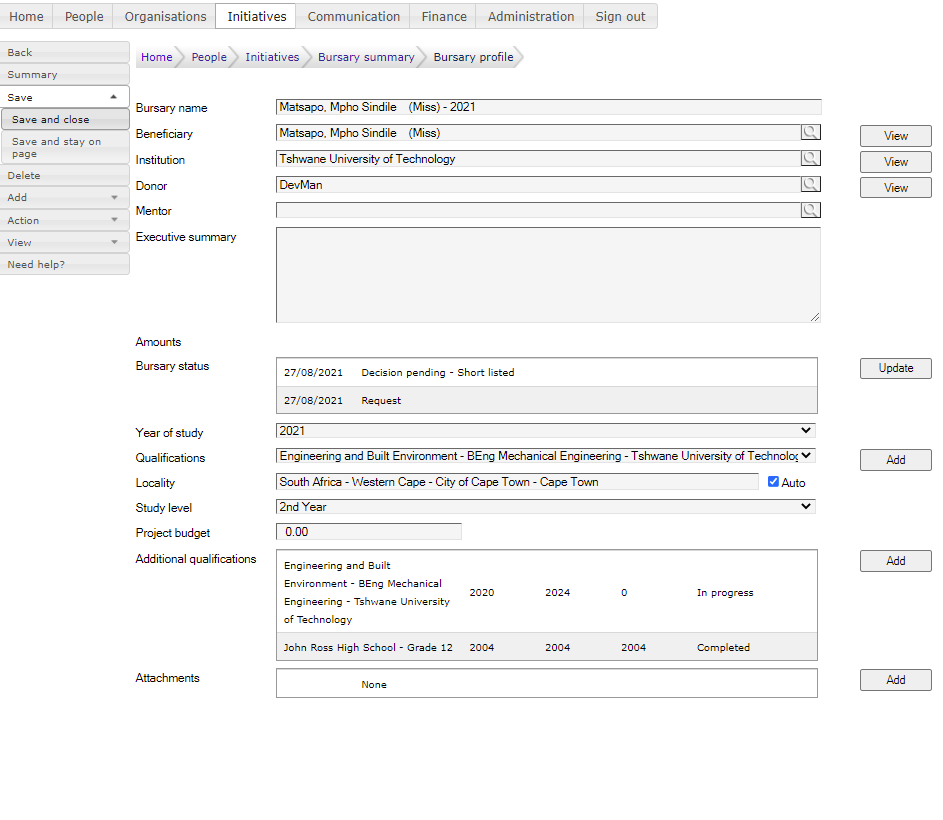 Home People Organisations Initiatives Communication Finance Administration Sign out
Back
Summary
Save
Save and close
Save and stay on
page
Delete
Add
Action
View
Need help?
Home People Initiatives Bursary summary Bursary profile
Bursary name Matsapo, Mpho Sindile (Miss) - 2021
Beneficiary Matsapo, Mpho Sindile (Miss) View
Institution Tshwane University of Technology View
Donor DevMan View
Mentor
Executive summary
Amounts
Bursary status 27/08/2021 Decision pending - Short listed Update
27/08/2021 Request
Year of study 2021
Qualifications Engineering and Built Environment - BEng Mechanical Engineering - Tshwane University of Technolog Add
Locality South Africa - Western Cape - City of Cape Town - Cape Town Auto
Study level 2nd Year
Project budget 0.00
Additional qualifications Add
Engineering and Built
Environment - BEng Mechanical
Engineering - Tshwane University
of Technology
2020 2024 0 In progress
John Ross High School - Grade 12 2004 2004 2004 Completed
Attachments None Add